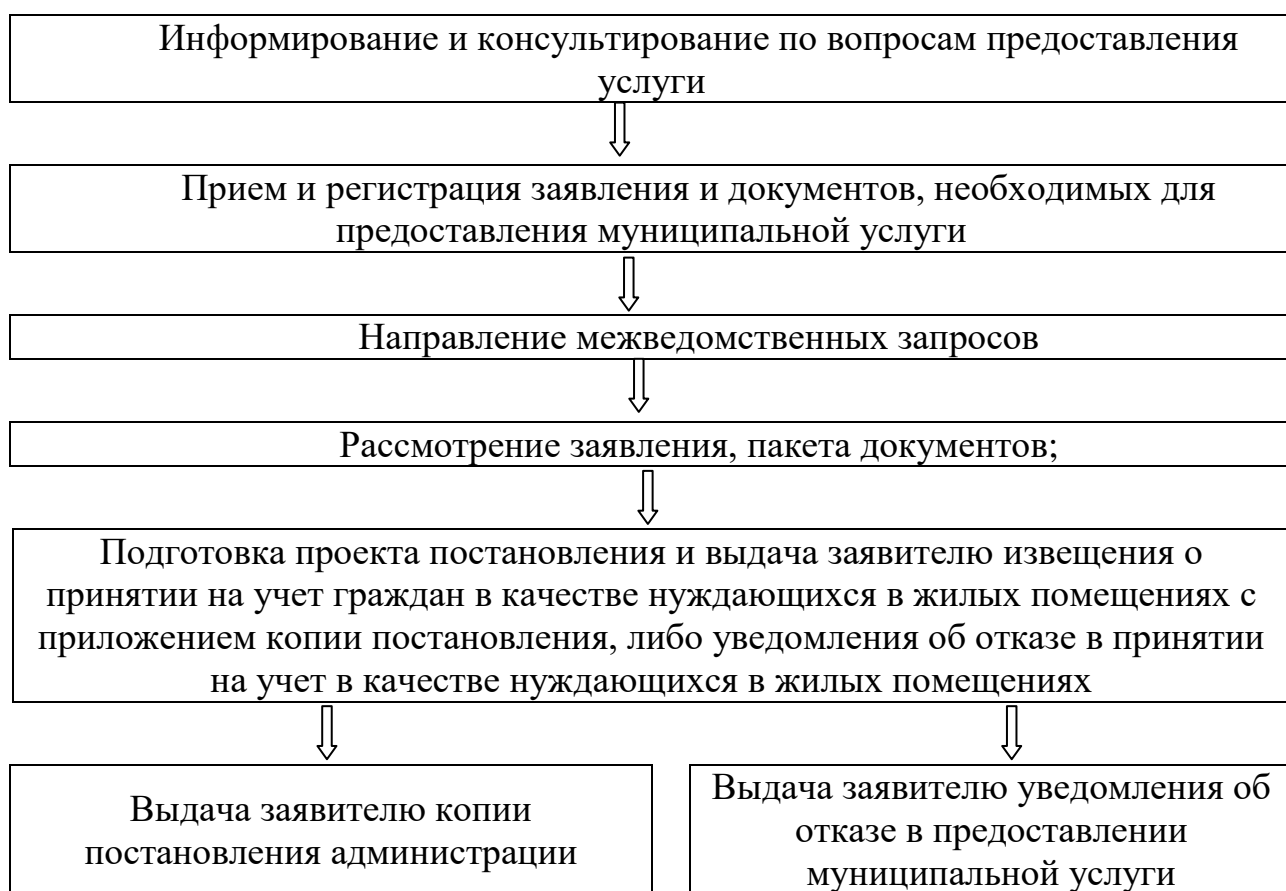 Информирование и консультирование по вопросам предоставления
услуги
Прием и регистрация заявления и документов, необходимых для
предоставления муниципальной услуги
Направление межведомственных запросов
Рассмотрение заявления, пакета документов;
Подготовка проекта постановления и выдача заявителю извещения о
принятии на учет граждан в качестве нуждающихся в жилых помещениях с
приложением копии постановления, либо уведомления об отказе в принятии
на учет в качестве нуждающихся в жилых помещениях
Выдача заявителю копии
постановления администрации
Выдача заявителю уведомления об
отказе в предоставлении
муниципальной услуги